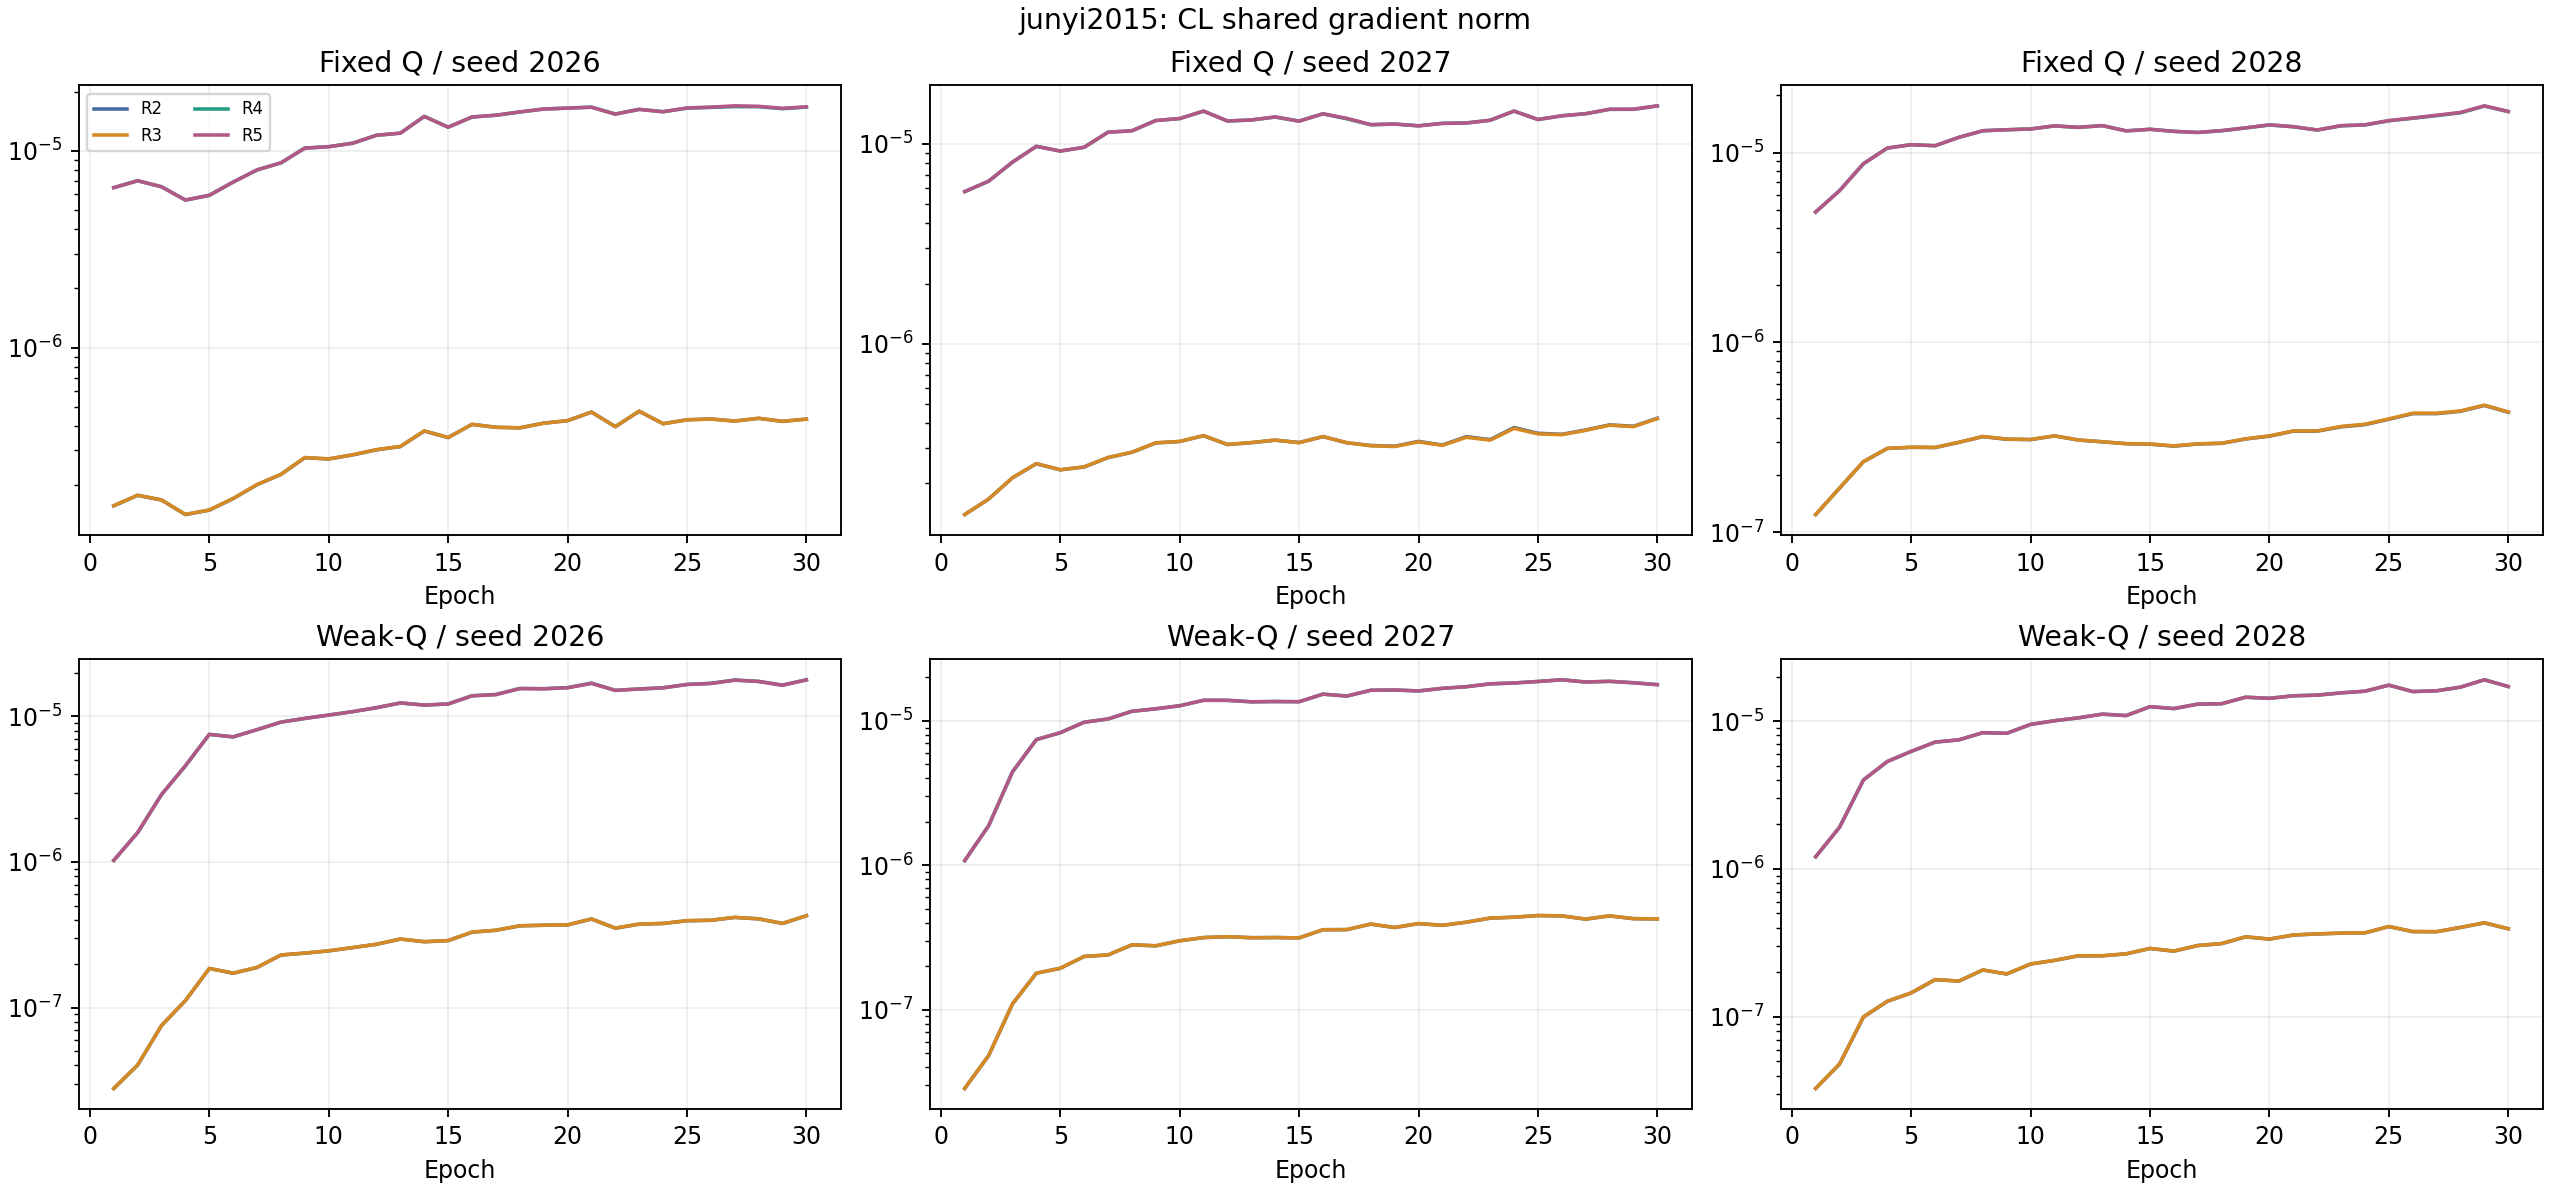 junyi2015: CL shared gradient norm
Fixed Q / seed 2026
Fixed Q / seed 2027
Fixed Q / seed 2028
R2 R4
R3 R5
10⁻⁵
10⁻⁶
0 5 10 15 20 25 30
Epoch
10⁻⁵
10⁻⁶
0 5 10 15 20 25 30
Epoch
10⁻⁵
10⁻⁶
10⁻⁷
0 5 10 15 20 25 30
Epoch
Weak-Q / seed 2026
Weak-Q / seed 2027
Weak-Q / seed 2028
10⁻⁵
10⁻⁶
10⁻⁷
0 5 10 15 20 25 30
Epoch
10⁻⁵
10⁻⁶
10⁻⁷
0 5 10 15 20 25 30
Epoch
10⁻⁵
10⁻⁶
10⁻⁷
0 5 10 15 20 25 30
Epoch